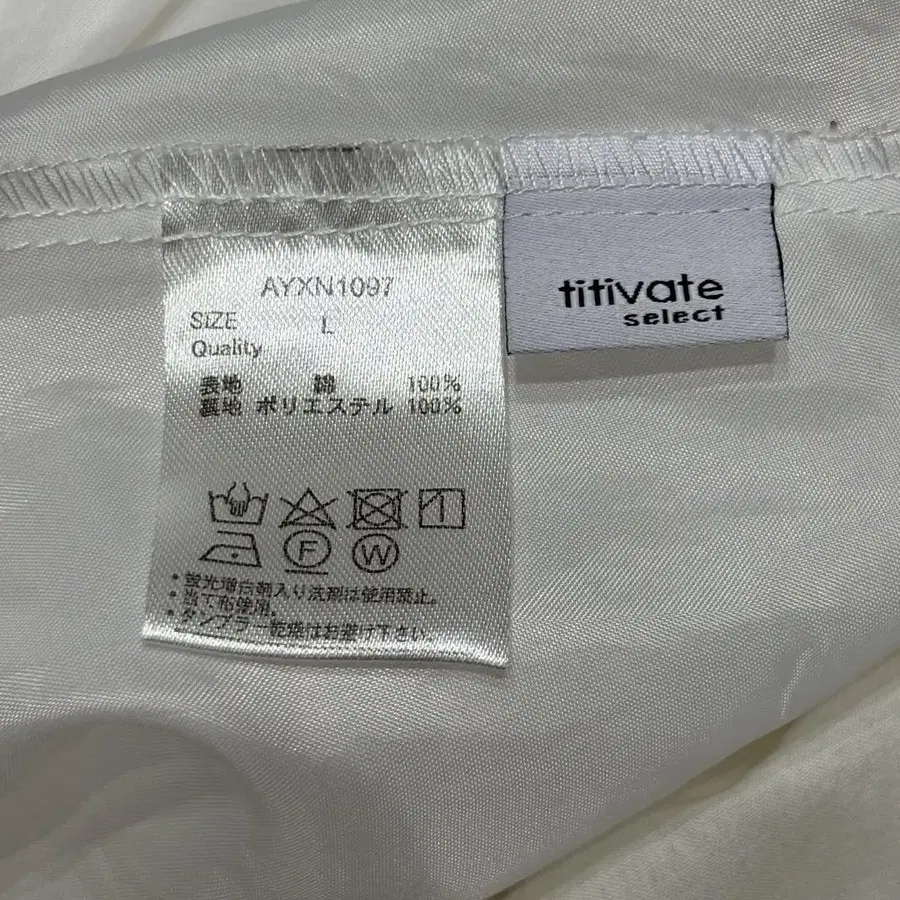 AYXN1097
SIZE L
Quality
表地 綿 100%
裏地 ポリエステル 100%
F W
・蛍光増白剤入り洗剤は使用禁止。
・当て布使用。
・タンブラー乾燥はお避け下さい。
titivate
select